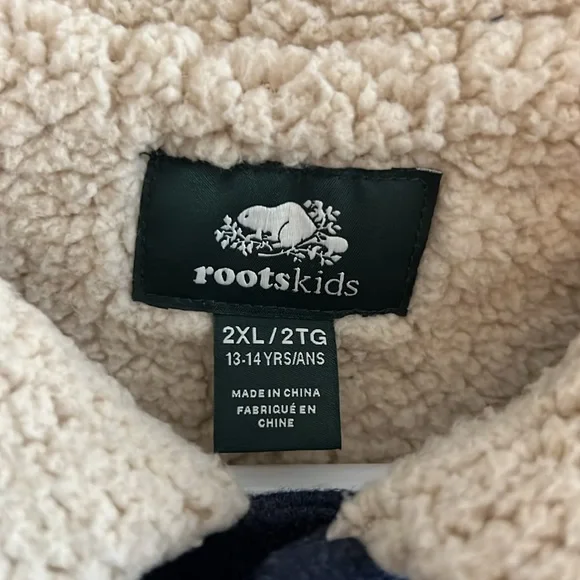 rootskids
2XL/2TG
13-14 YRS/ANS
MADE IN CHINA
FABRIQUÉ EN
CHINE